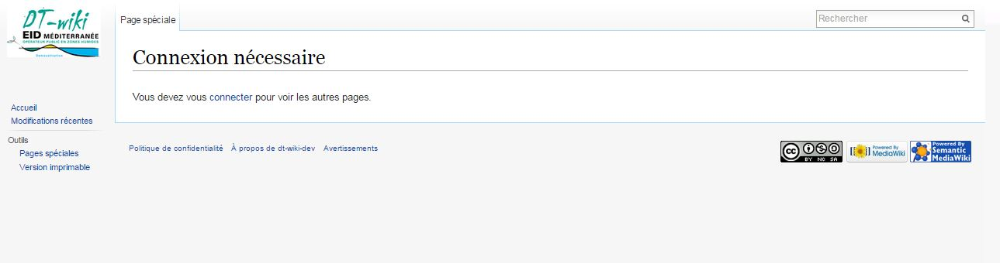 DT-wiki
EID MÉDITERRANÉE
OPÉRATEUR PUBLIC EN ZONES HUMIDES
Démoustication
Page spéciale
Rechercher
Connexion nécessaire
Vous devez vous connecter pour voir les autres pages.
Accueil
Modifications récentes
Outils
Pages spéciales
Version imprimable
Politique de confidentialité À propos de dt-wiki-dev Avertissements
cc BY NC SA
Powered By MediaWiki
Powered By Semantic MediaWiki